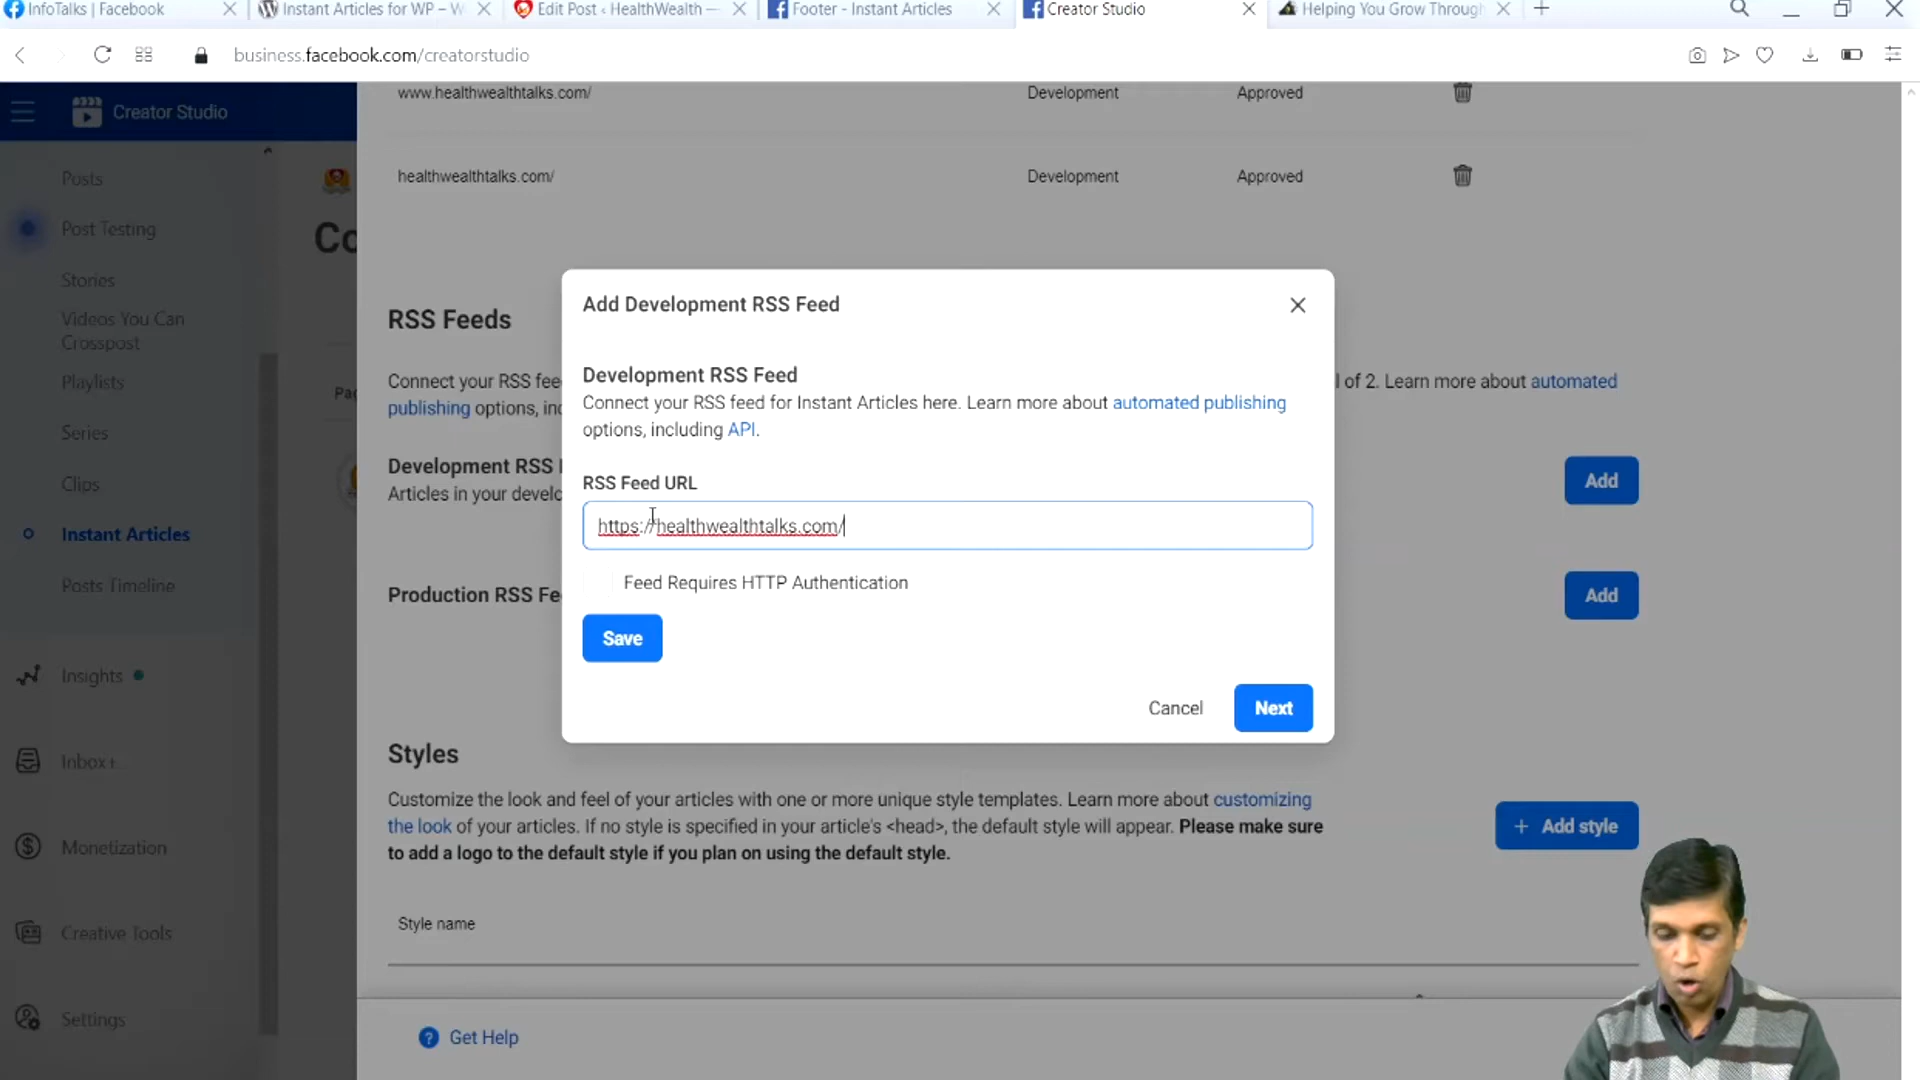 InfoTalks | Facebook
Instant Articles for WP – W
Edit Post ‹ HealthWealth —
Footer - Instant Articles
Creator Studio
Helping You Grow Through
business.facebook.com/creatorstudio
Creator Studio
Posts
Post Testing
Stories
Videos You Can
Crosspost
Playlists
Series
Clips
Instant Articles
Posts Timeline
Insights
Inbox
Monetization
Creative Tools
Settings
Co
Pa
www.healthwealthtalks.com/
Development
Approved
healthwealthtalks.com/
Development
Approved
RSS Feeds
Connect your RSS fee
l of 2. Learn more about automated
publishing options, inc
Development RSS
Articles in your develo
Add
Production RSS Fe
Add
Add Development RSS Feed
Development RSS Feed
Connect your RSS feed for Instant Articles here. Learn more about automated publishing
options, including API.
RSS Feed URL
https://healthwealthtalks.com/
Feed Requires HTTP Authentication
Save
Cancel
Next
Styles
Customize the look and feel of your articles with one or more unique style templates. Learn more about customizing
the look of your articles. If no style is specified in your article's <head>, the default style will appear. Please make sure
to add a logo to the default style if you plan on using the default style.
+ Add style
Style name
? Get Help